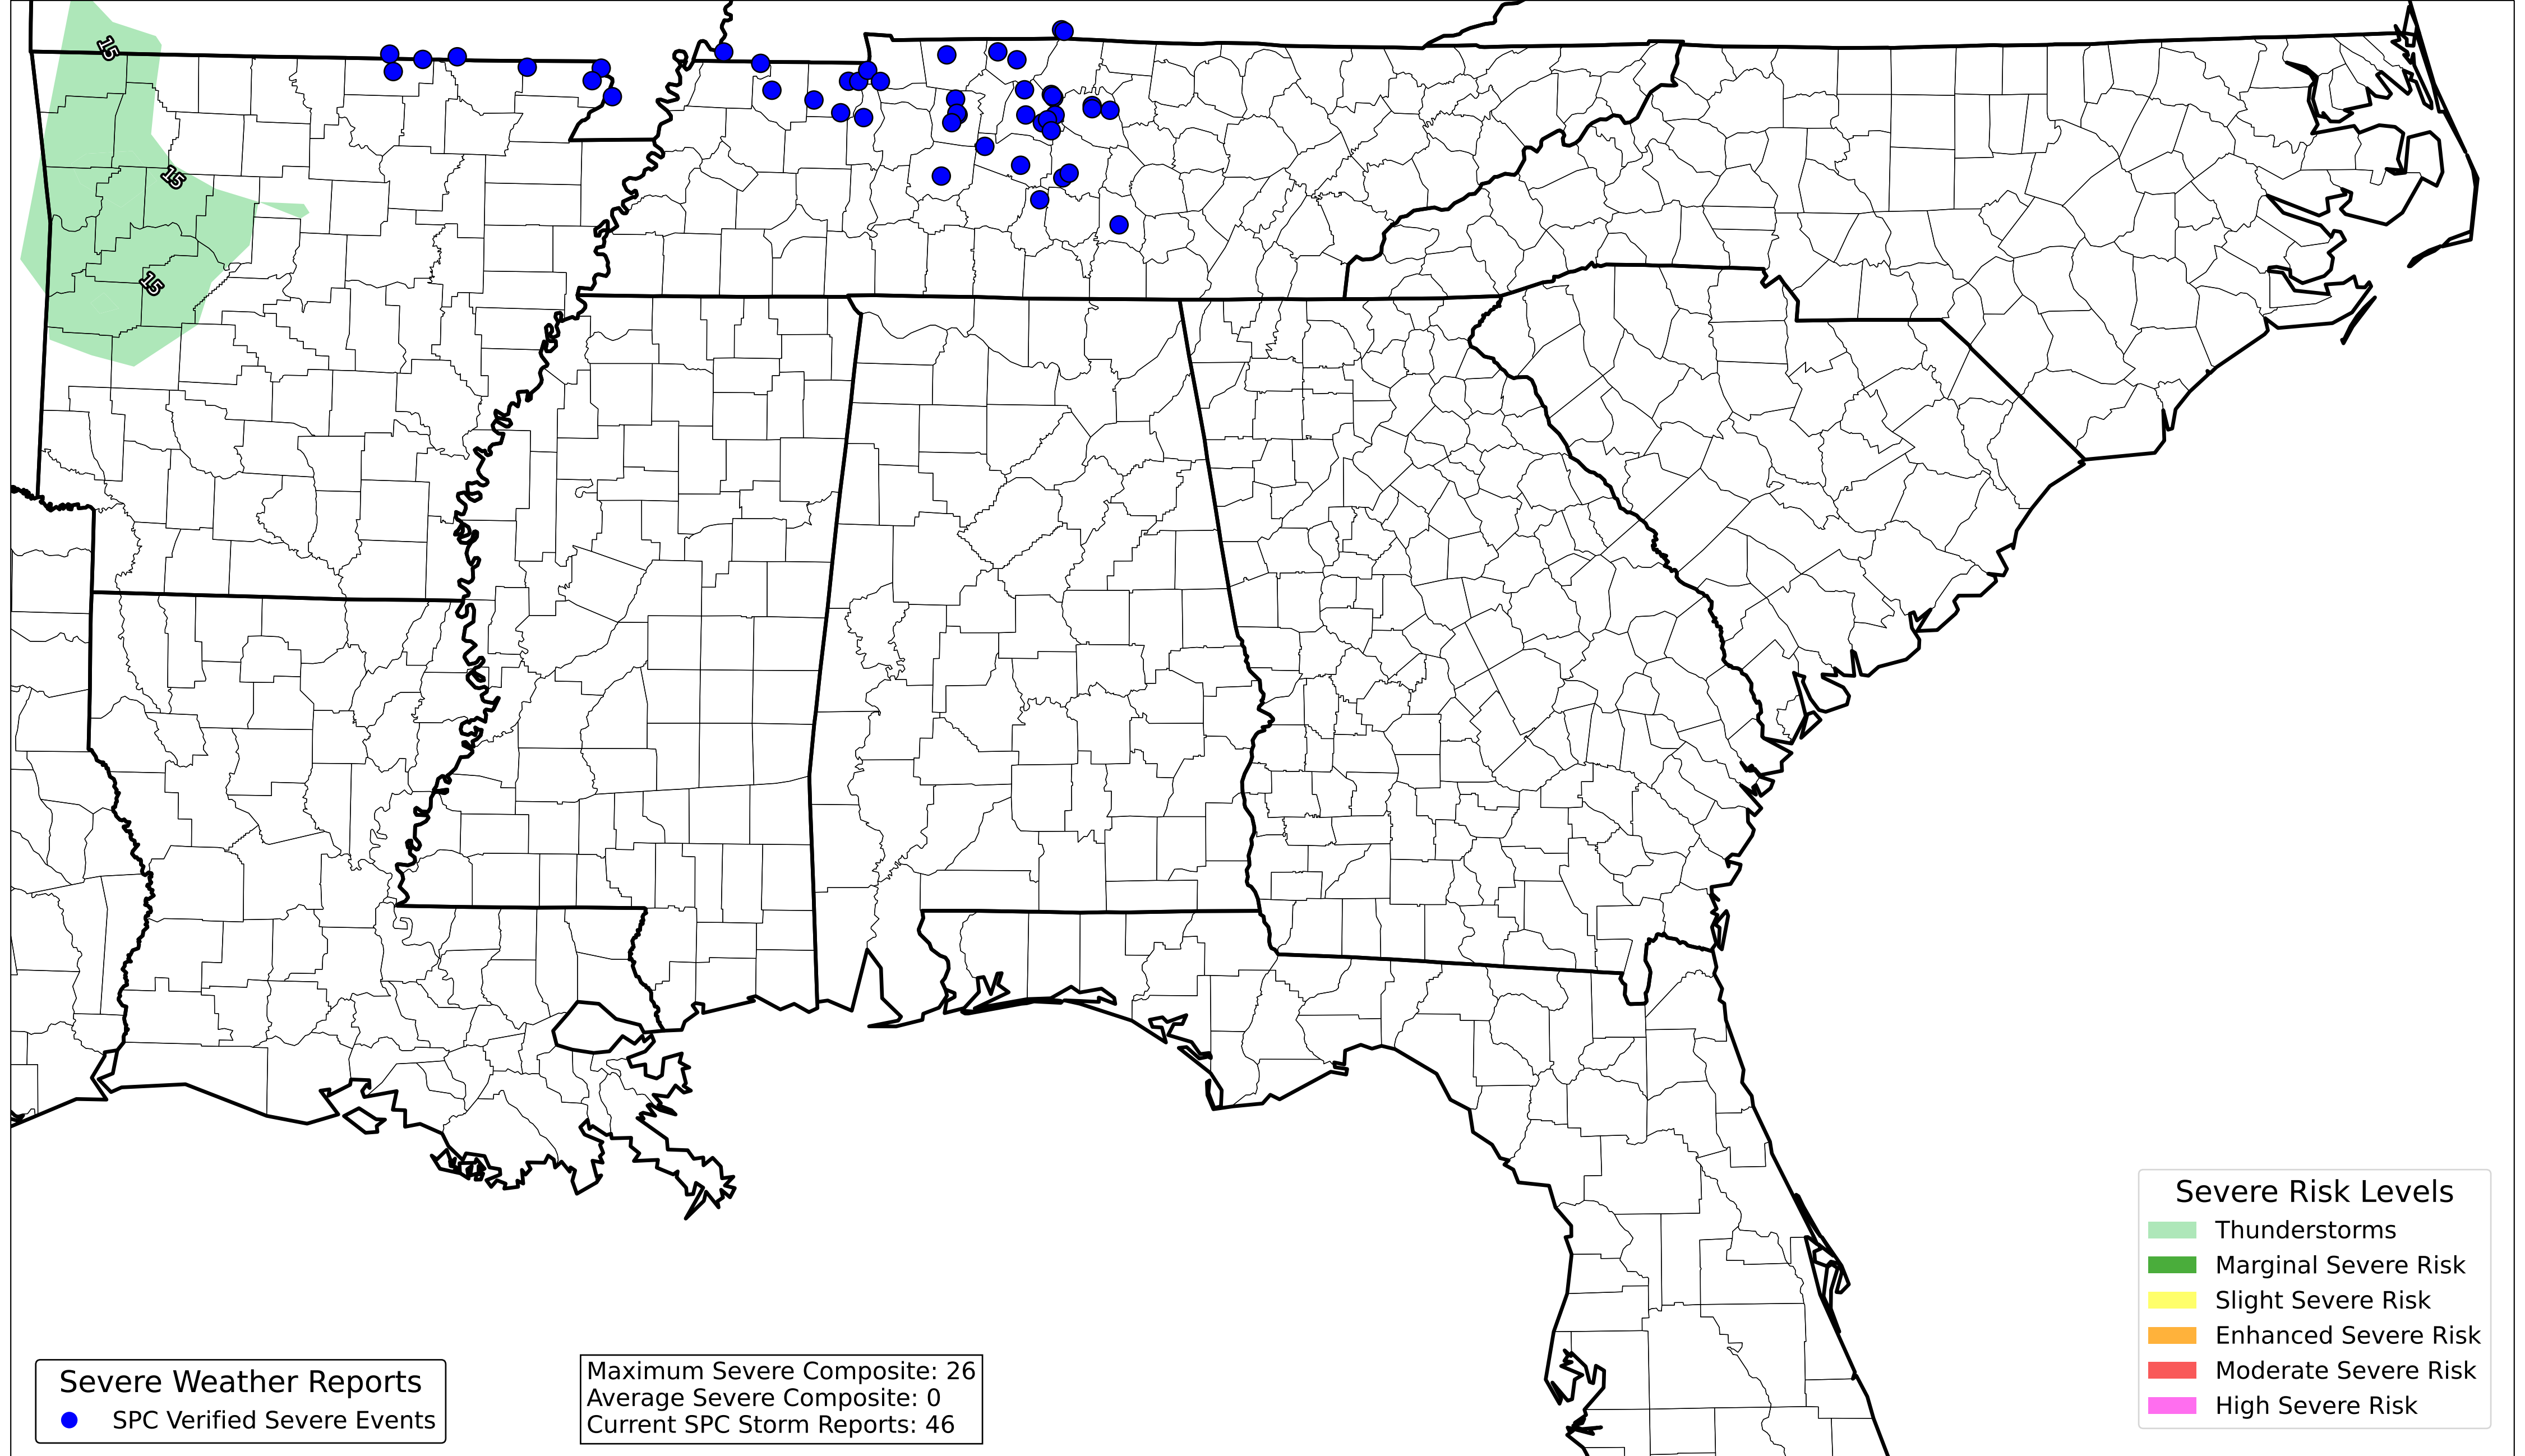 15
15
15
Severe Weather Reports
SPC Verified Severe Events
Maximum Severe Composite: 26
Average Severe Composite: 0
Current SPC Storm Reports: 46
Severe Risk Levels
Thunderstorms
Marginal Severe Risk
Slight Severe Risk
Enhanced Severe Risk
Moderate Severe Risk
High Severe Risk